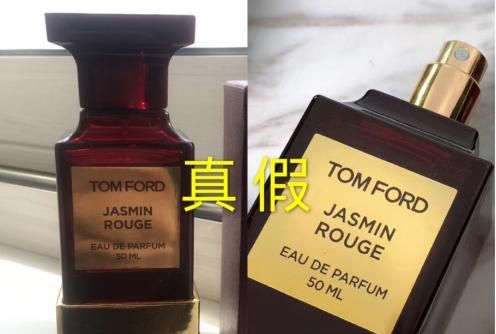 TOM FORD
JASMIN
ROUGE
EAU DE PARFUM
50 ML
真假
TOM FORD
JASMIN
ROUGE
EAU DE PARFUM
50 ML